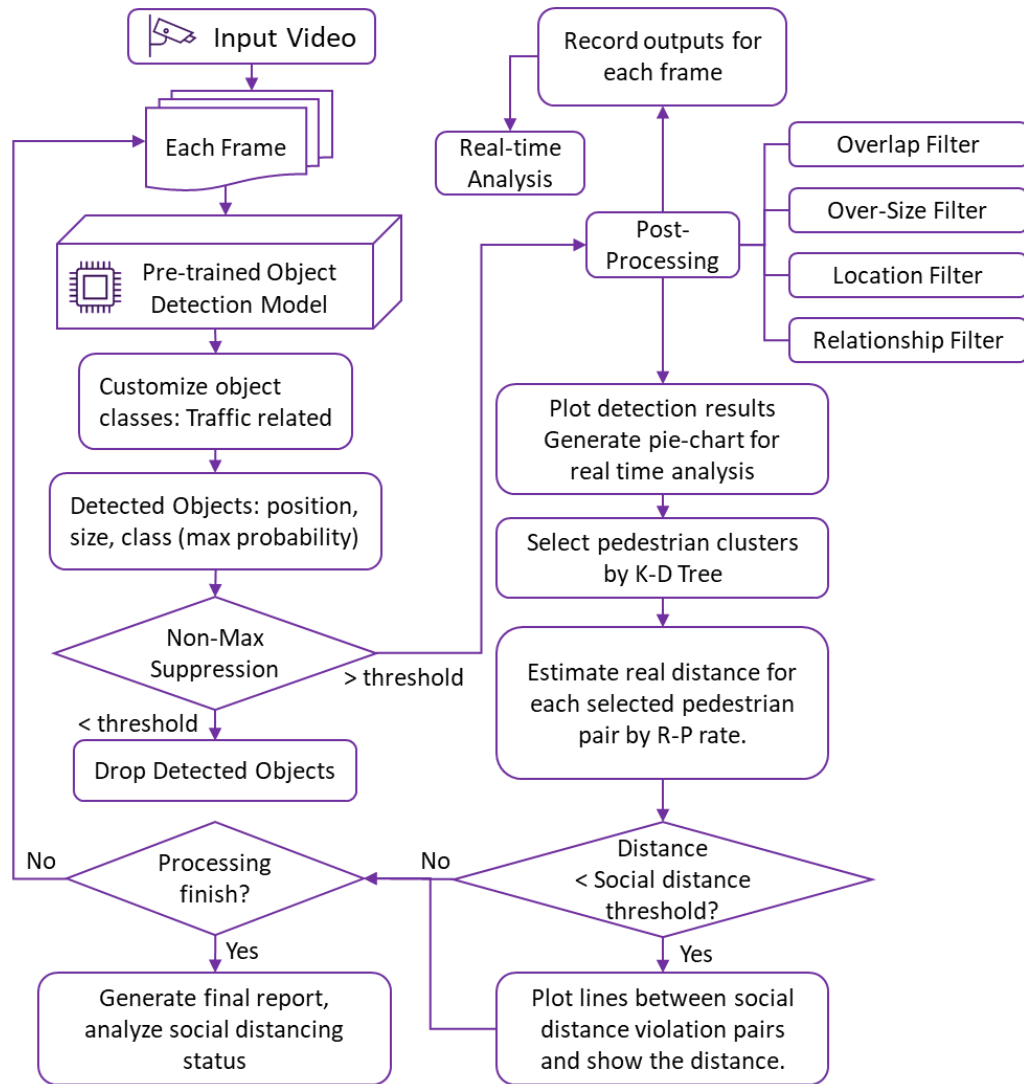 Input Video
Each Frame
Pre-trained Object
Detection Model
Customize object
classes: Traffic related
Detected Objects: position,
size, class (max probability)
Non-Max
Suppression
> threshold
< threshold
Drop Detected Objects
Record outputs for
each frame
Real-time
Analysis
Post-
Processing
Overlap Filter
Over-Size Filter
Location Filter
Relationship Filter
Plot detection results
Generate pie-chart for
real time analysis
Select pedestrian clusters
by K-D Tree
Estimate real distance for
each selected pedestrian
pair by R-P rate.
Distance
< Social distance
threshold?
No
Yes
Plot lines between social
distance violation pairs
and show the distance.
Processing
finish?
No
Yes
Generate final report,
analyze social distancing
status